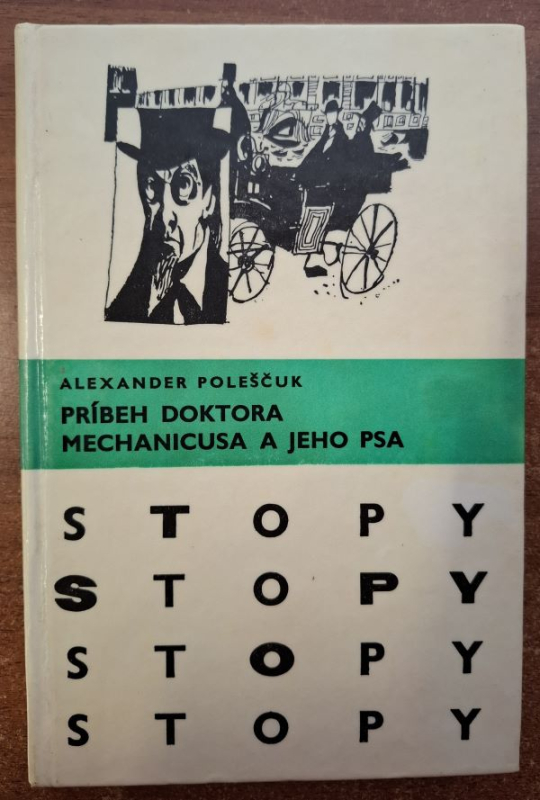 ALEXANDER POLEŠČUK
PRÍBEH DOKTORA
MECHANICUSA A JEHO PSA
S T O P Y
S T O P Y
S T O P Y
S T O P Y